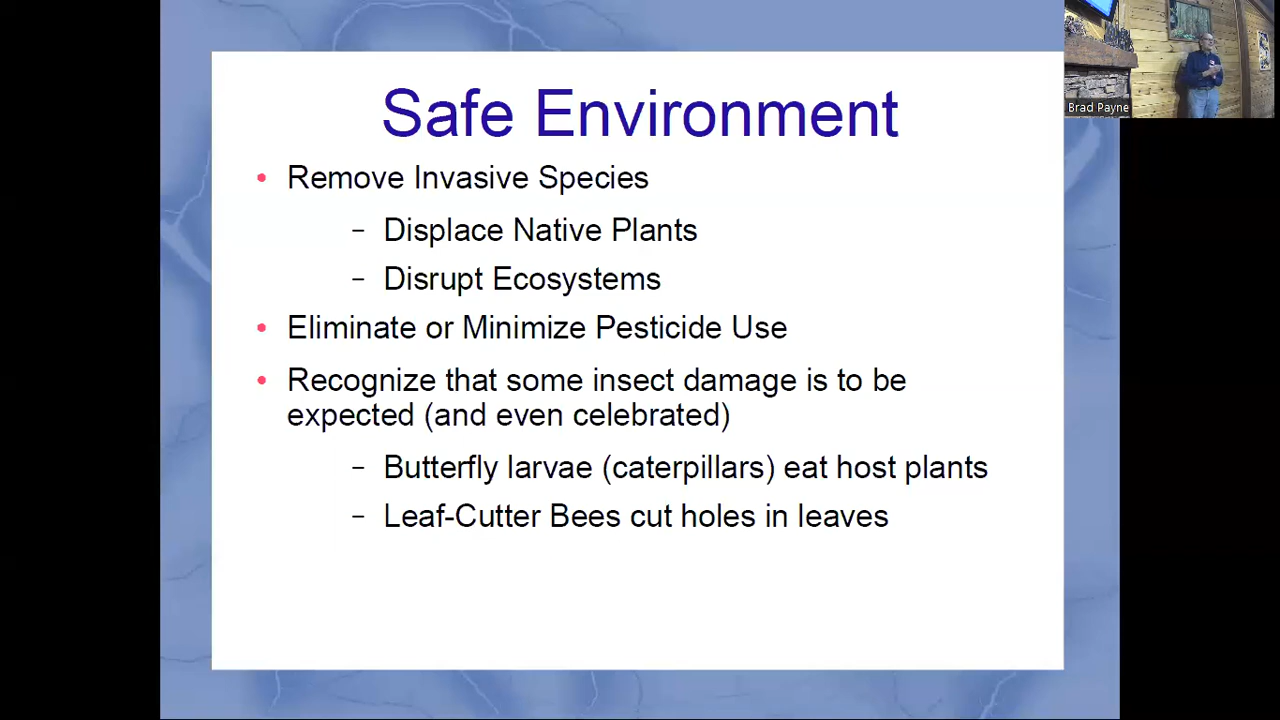 Safe Environment
• Remove Invasive Species
– Displace Native Plants
– Disrupt Ecosystems
• Eliminate or Minimize Pesticide Use
• Recognize that some insect damage is to be
expected (and even celebrated)
– Butterfly larvae (caterpillars) eat host plants
– Leaf-Cutter Bees cut holes in leaves
Brad Payne